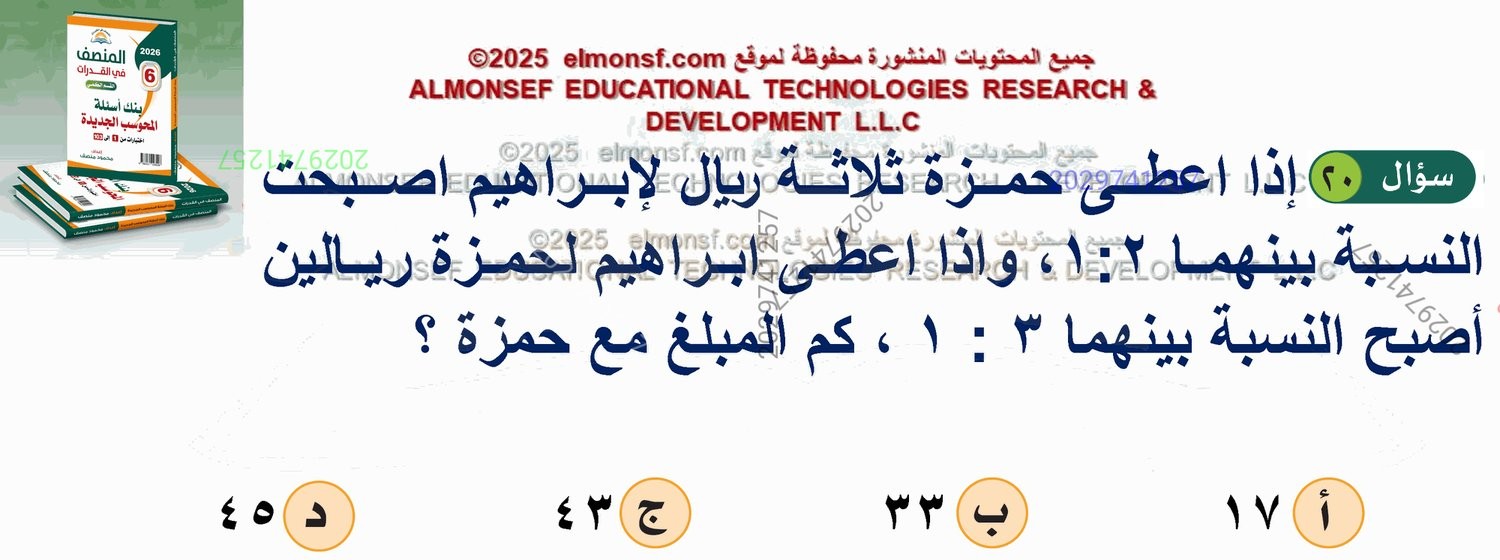 جميع المحتويات المنشورة محفوظة لموقع elmonsf.com ©2025
ALMONSEF EDUCATIONAL TECHNOLOGIES RESEARCH &
DEVELOPMENT L.L.C
2026
المنصف
في القدرات
6
بنك أسئلة
المحوسب الجديدة
2029741257
سؤال ٢٠ إذا اعطى حمزة ثلاثة ريال لإبراهيم اصبحت
النسبة بينهما ٢:١، واذا اعطى ابراهيم لحمزة ريالين
أصبح النسبة بينهما ٣ : ١ ، كم المبلغ مع حمزة ؟
أ ١٧
ب ٣٣
ج ٤٣
د ٤٥